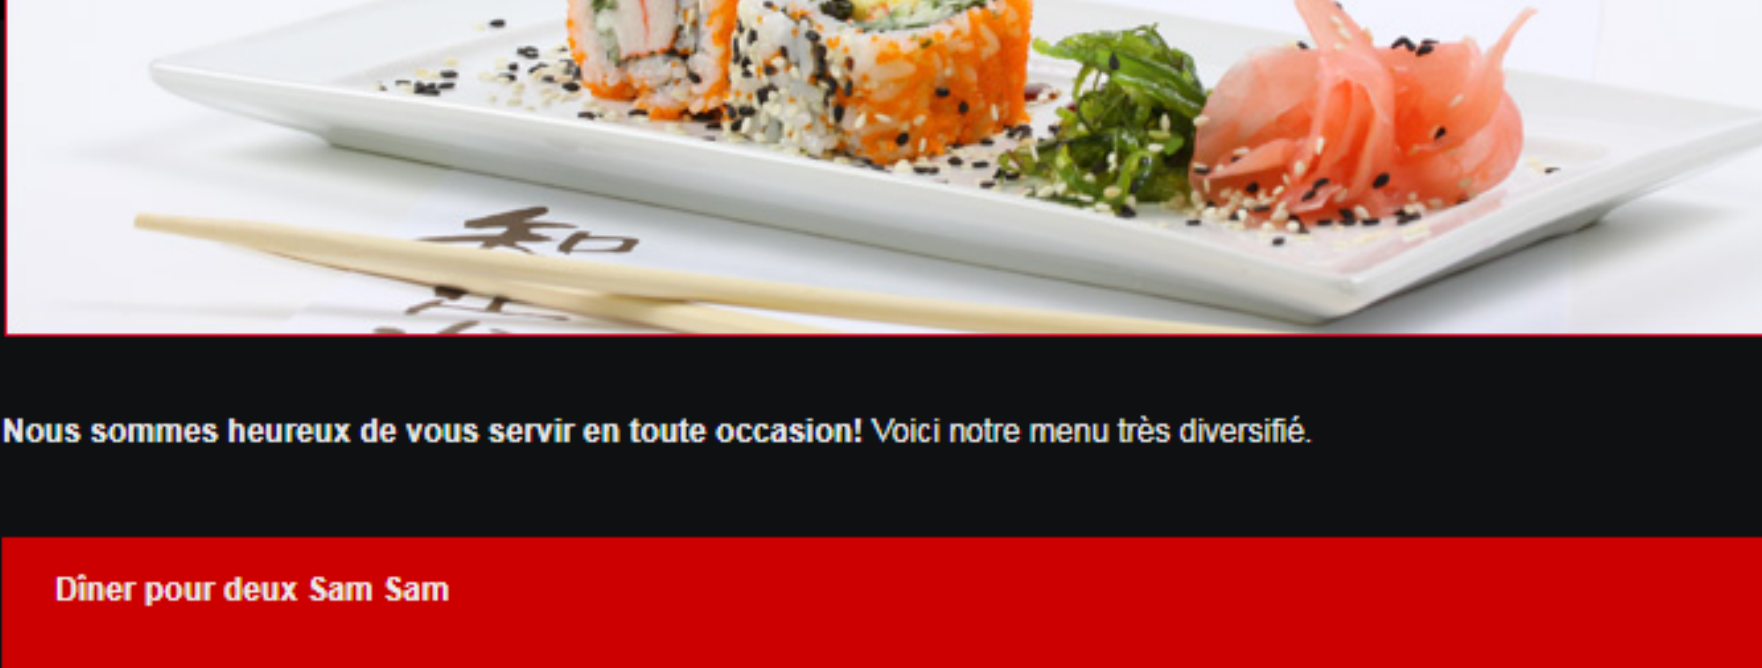 和
Nous sommes heureux de vous servir en toute occasion! Voici notre menu très diversifié.
Dîner pour deux Sam Sam